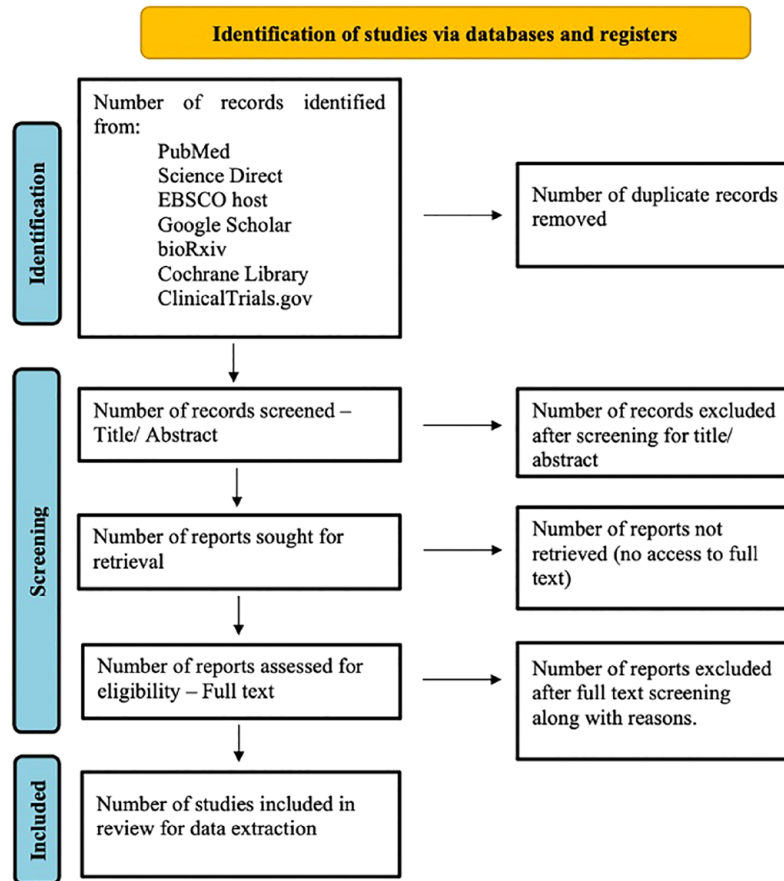 Identification of studies via databases and registers
Identification
Number of records identified
from:
PubMed
Science Direct
EBSCO host
Google Scholar
bioRxiv
Cochrane Library
ClinicalTrials.gov
Number of duplicate records
removed
Screening
Number of records screened –
Title/ Abstract
Number of records excluded
after screening for title/
abstract
Number of reports sought for
retrieval
Number of reports not
retrieved (no access to full
text)
Number of reports assessed for
eligibility – Full text
Number of reports excluded
after full text screening
along with reasons.
Included
Number of studies included in
review for data extraction